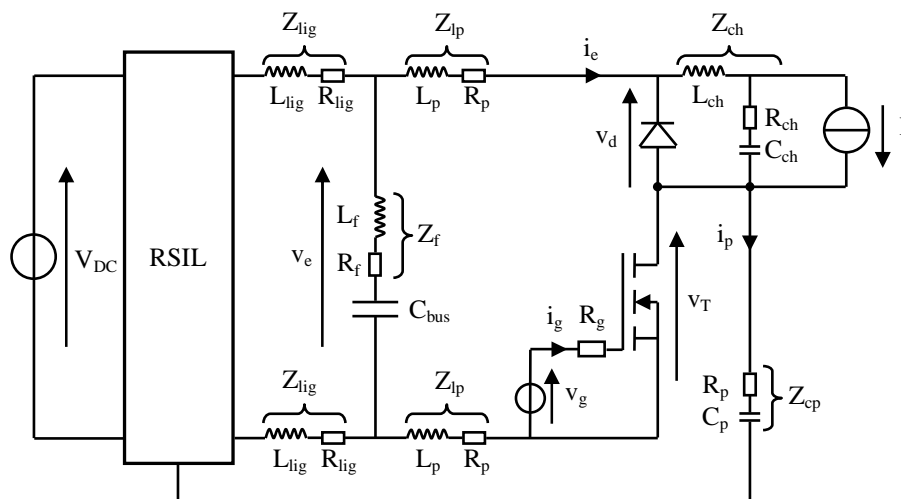 Z_lig Z_lp Z_ch
i_e
L_lig R_lig L_p R_p L_ch
R_ch
C_ch
v_d
L_f
Z_f
R_f
i_p
V_DC RSIL v_e
C_bus
v_T
i_g R_g
Z_lig Z_lp
v_g
R_p
C_p
Z_cp
L_lig R_lig L_p R_p